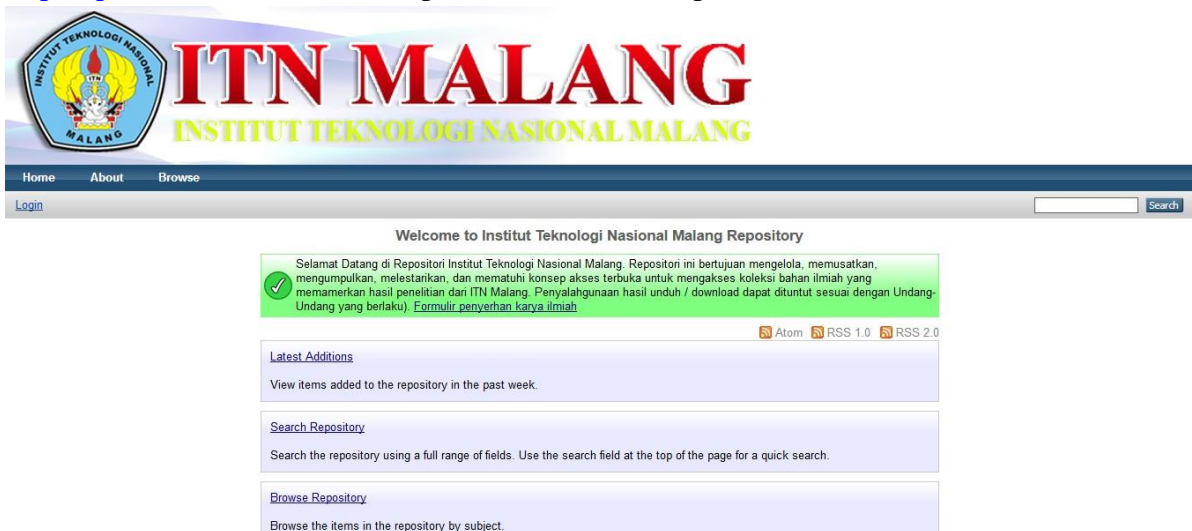 INSTITUT TEKNOLOGI NASIONAL
ITN
MALANG
ITN MALANG
INSTITUT TEKNOLOGI NASIONAL MALANG
Home About Browse
Login Search
Welcome to Institut Teknologi Nasional Malang Repository
Selamat Datang di Repositori Institut Teknologi Nasional Malang. Repositori ini bertujuan mengelola, memusatkan,
mengumpulkan, melestarikan, dan mematuhi konsep akses terbuka untuk mengakses koleksi bahan ilmiah yang
memamerkan hasil penelitian dari ITN Malang. Penyalahgunaan hasil unduh / download dapat dituntut sesuai dengan Undang-
Undang yang berlaku). Formulir penyerhan karya ilmiah
Atom RSS 1.0 RSS 2.0
Latest Additions
View items added to the repository in the past week.
Search Repository
Search the repository using a full range of fields. Use the search field at the top of the page for a quick search.
Browse Repository
Browse the items in the repository by subject.